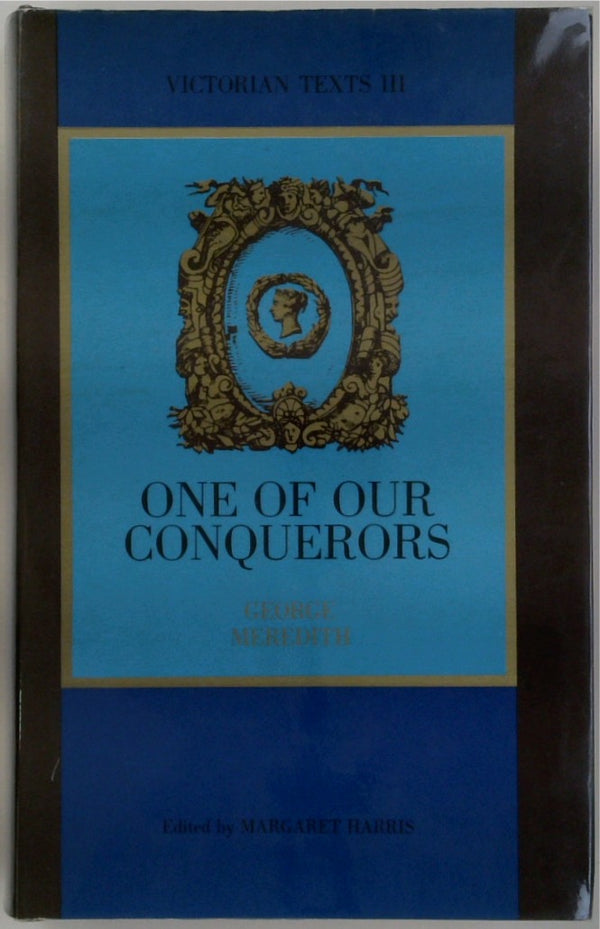 VICTORIAN TEXTS III
ONE OF OUR
CONQUERORS
GEORGE
MEREDITH
Edited by MARGARET HARRIS